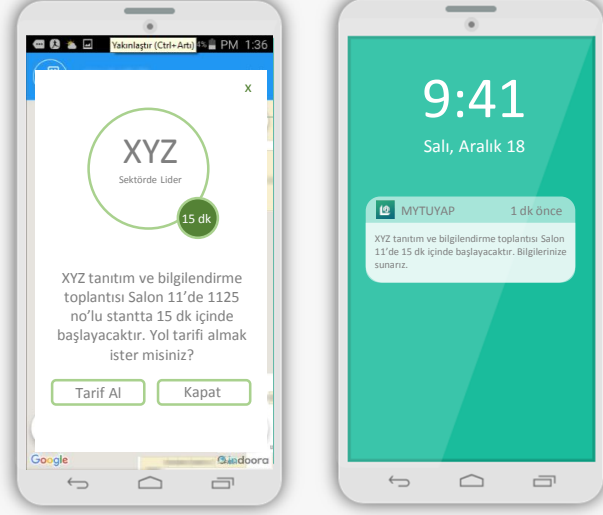 Yakınlaştır (Ctrl+Artı) 4% PM 1:36
x
XYZ
Sektörde Lider
15 dk
XYZ tanıtım ve bilgilendirme
toplantısı Salon 11’de 1125
no’lu stantta 15 dk içinde
başlayacaktır. Yol tarifi almak
ister misiniz?
Tarif Al
Kapat
Google
indoora
9:41
Salı, Aralık 18
MYTUYAP 1 dk önce
XYZ tanıtım ve bilgilendirme toplantısı Salon
11’de 15 dk içinde başlayacaktır. Bilgilerinize
sunarız.